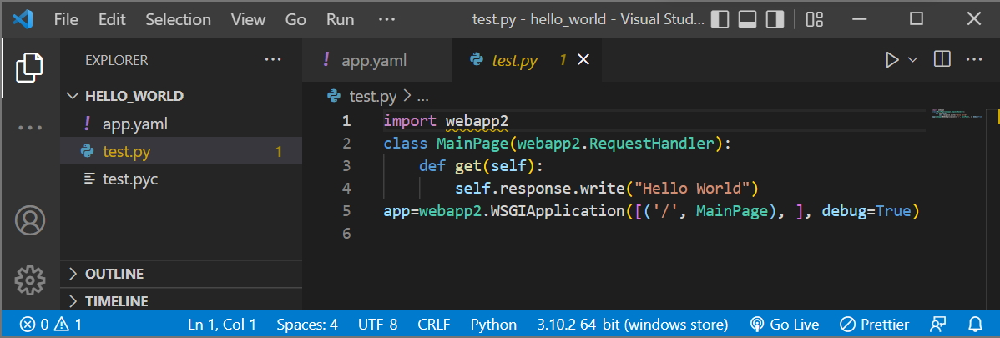 File Edit Selection View Go Run ··· test.py - hello_world - Visual Stud...
EXPLORER ···
! app.yaml
test.py 1
HELLO_WORLD
! app.yaml
test.py 1
test.pyc
test.py > ...
1 import webapp2
2 class MainPage(webapp2.RequestHandler):
3 def get(self):
4 self.response.write("Hello World")
5 app=webapp2.WSGIApplication([('/', MainPage), ], debug=True)
6
OUTLINE
TIMELINE
0 1 Ln 1, Col 1 Spaces: 4 UTF-8 CRLF Python 3.10.2 64-bit (windows store) Go Live Prettier